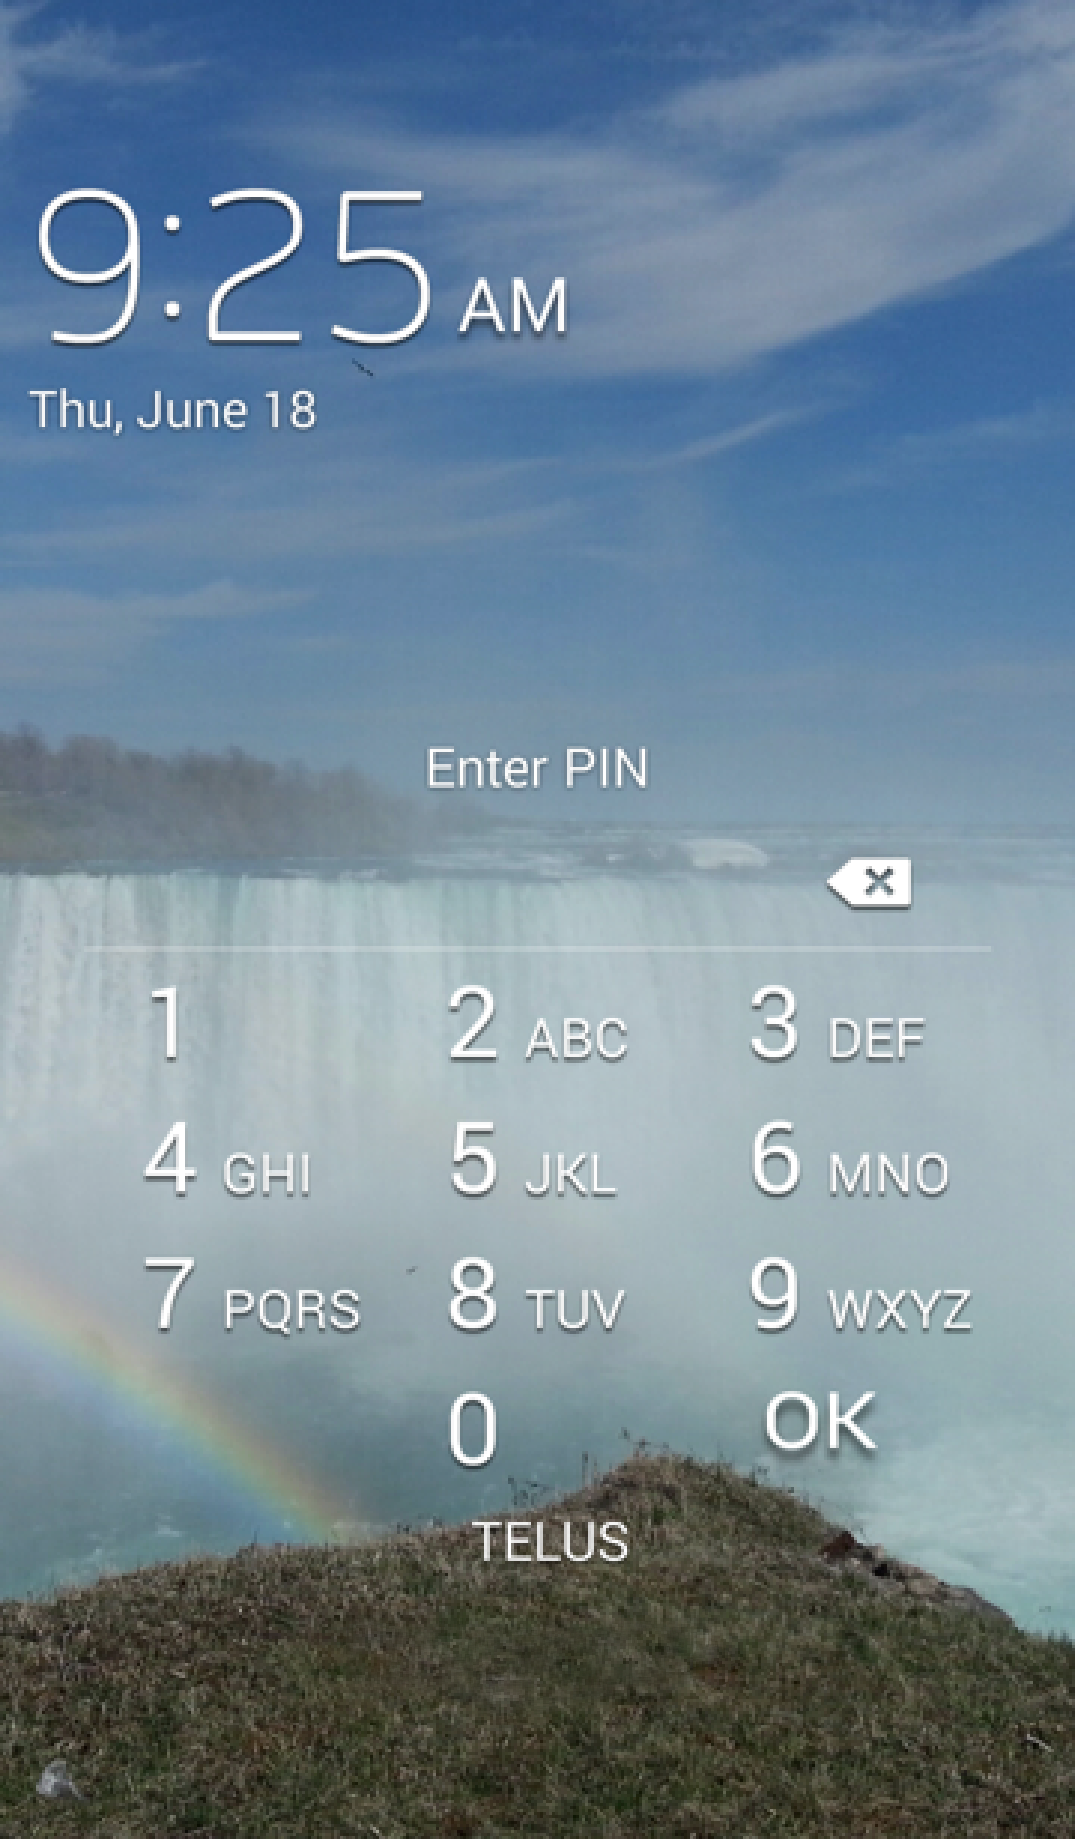 9:25 AM
Thu, June 18
Enter PIN
1 2 ABC 3 DEF
4 GHI 5 JKL 6 MNO
7 PQRS 8 TUV 9 WXYZ
0 OK
TELUS